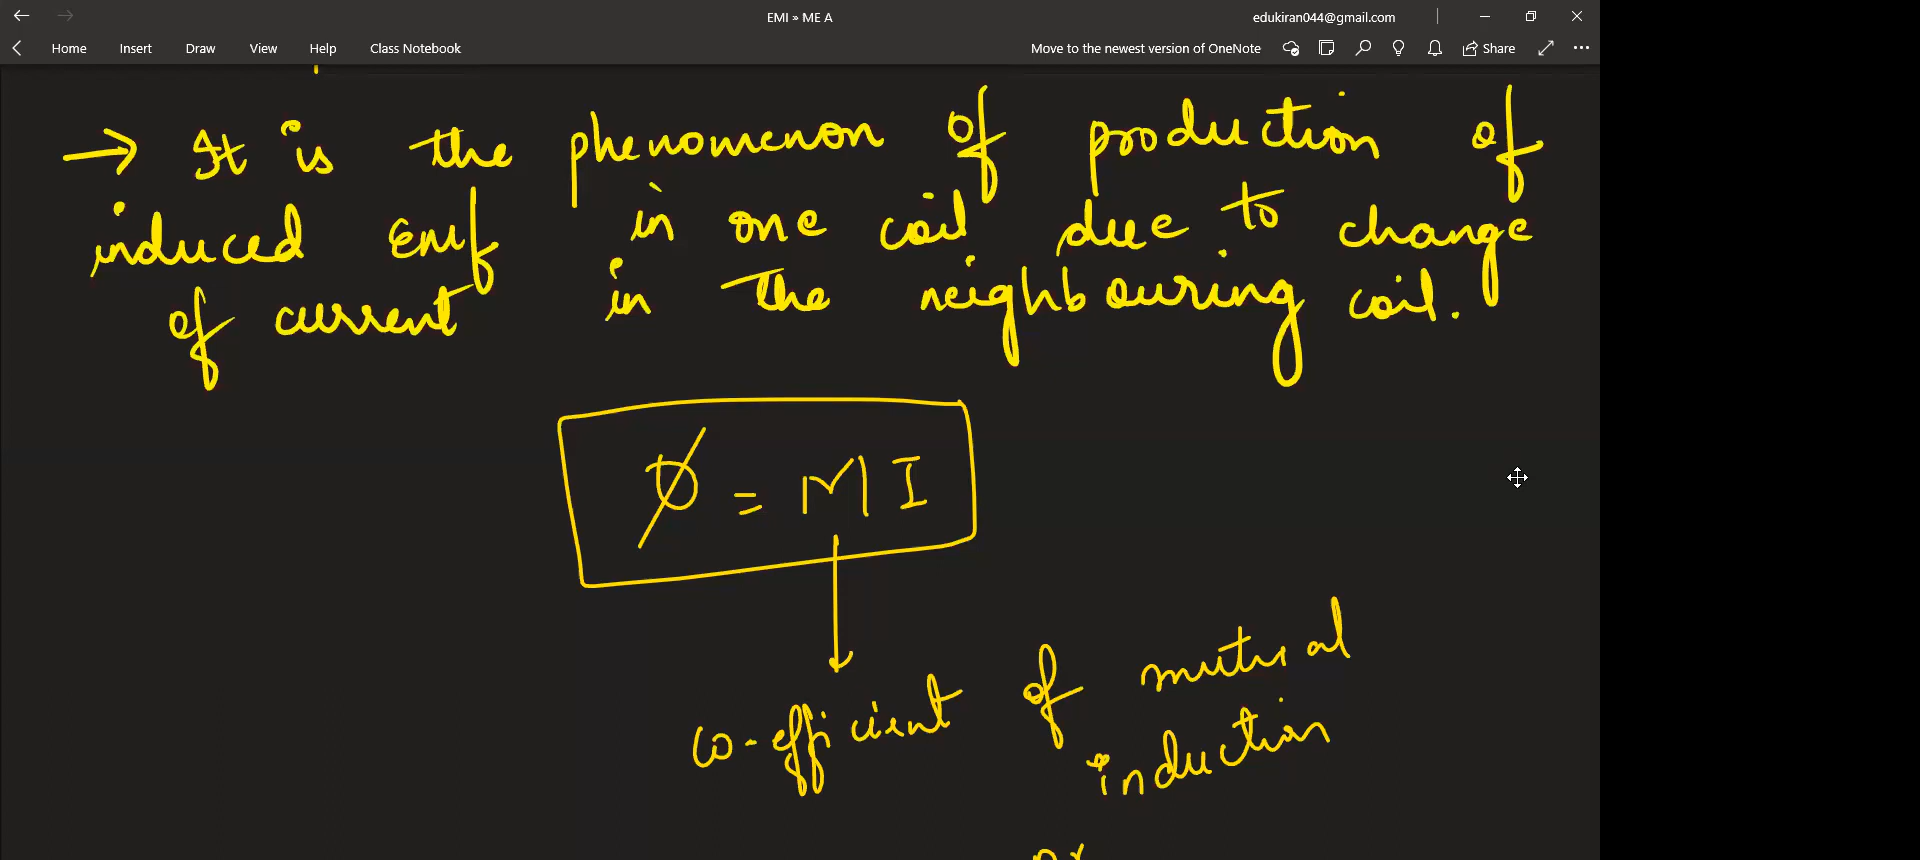 EMI » ME A
edukiran044@gmail.com
Home Insert Draw View Help Class Notebook
Move to the newest version of OneNote Share
→ It is the phenomenon of production of
induced Emf in one coil due to change
of current in the neighbouring coil.
Ø = M I
co-efficient of mutual
induction
or